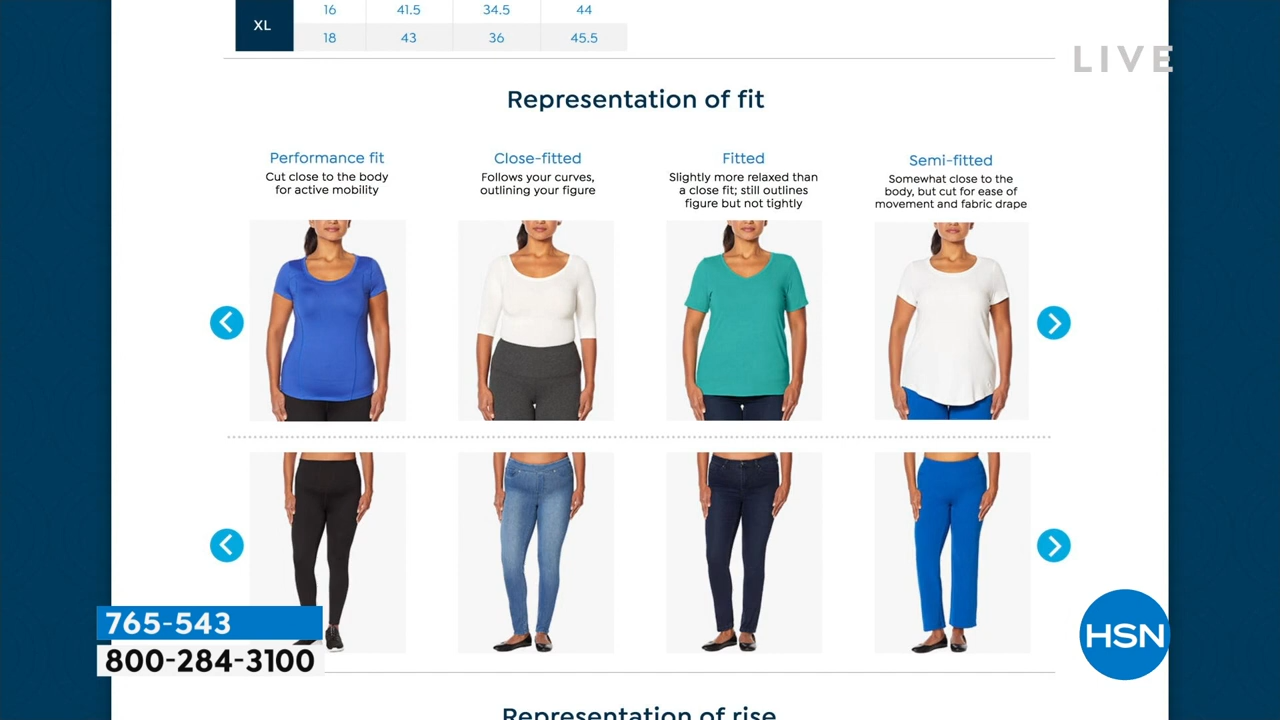 XL
16 41.5 34.5 44
18 43 36 45.5
LIVE
Representation of fit
Performance fit
Cut close to the body
for active mobility
Close-fitted
Follows your curves,
outlining your figure
Fitted
Slightly more relaxed than
a close fit; still outlines
figure but not tightly
Semi-fitted
Somewhat close to the
body, but cut for ease of
movement and fabric drape
765-543
800-284-3100
HSN
Representation of rise